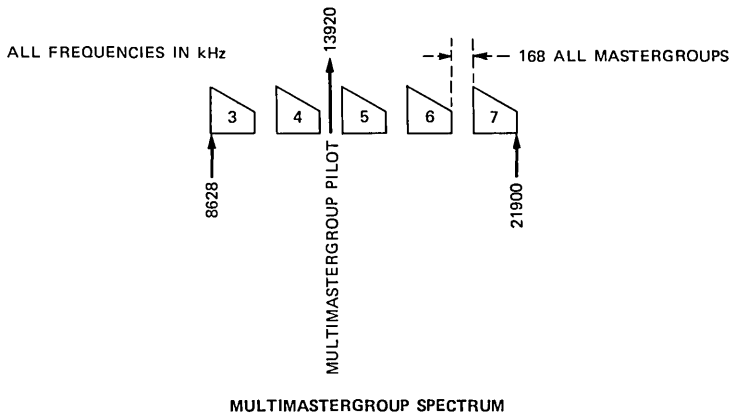 13920
ALL FREQUENCIES IN kHz
168 ALL MASTERGROUPS
3
4
5
6
7
8628
MULTIMASTERGROUP PILOT
21900
MULTIMASTERGROUP SPECTRUM